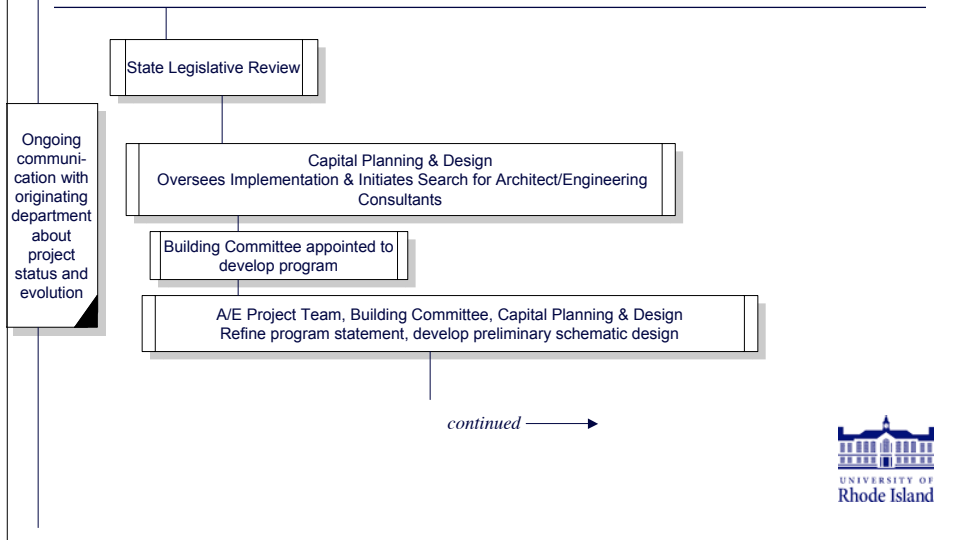 State Legislative Review
Ongoing
communi-
cation with
originating
department
about
project
status and
evolution
Capital Planning & Design
Oversees Implementation & Initiates Search for Architect/Engineering
Consultants
Building Committee appointed to
develop program
A/E Project Team, Building Committee, Capital Planning & Design
Refine program statement, develop preliminary schematic design
continued
UNIVERSITY OF
Rhode Island